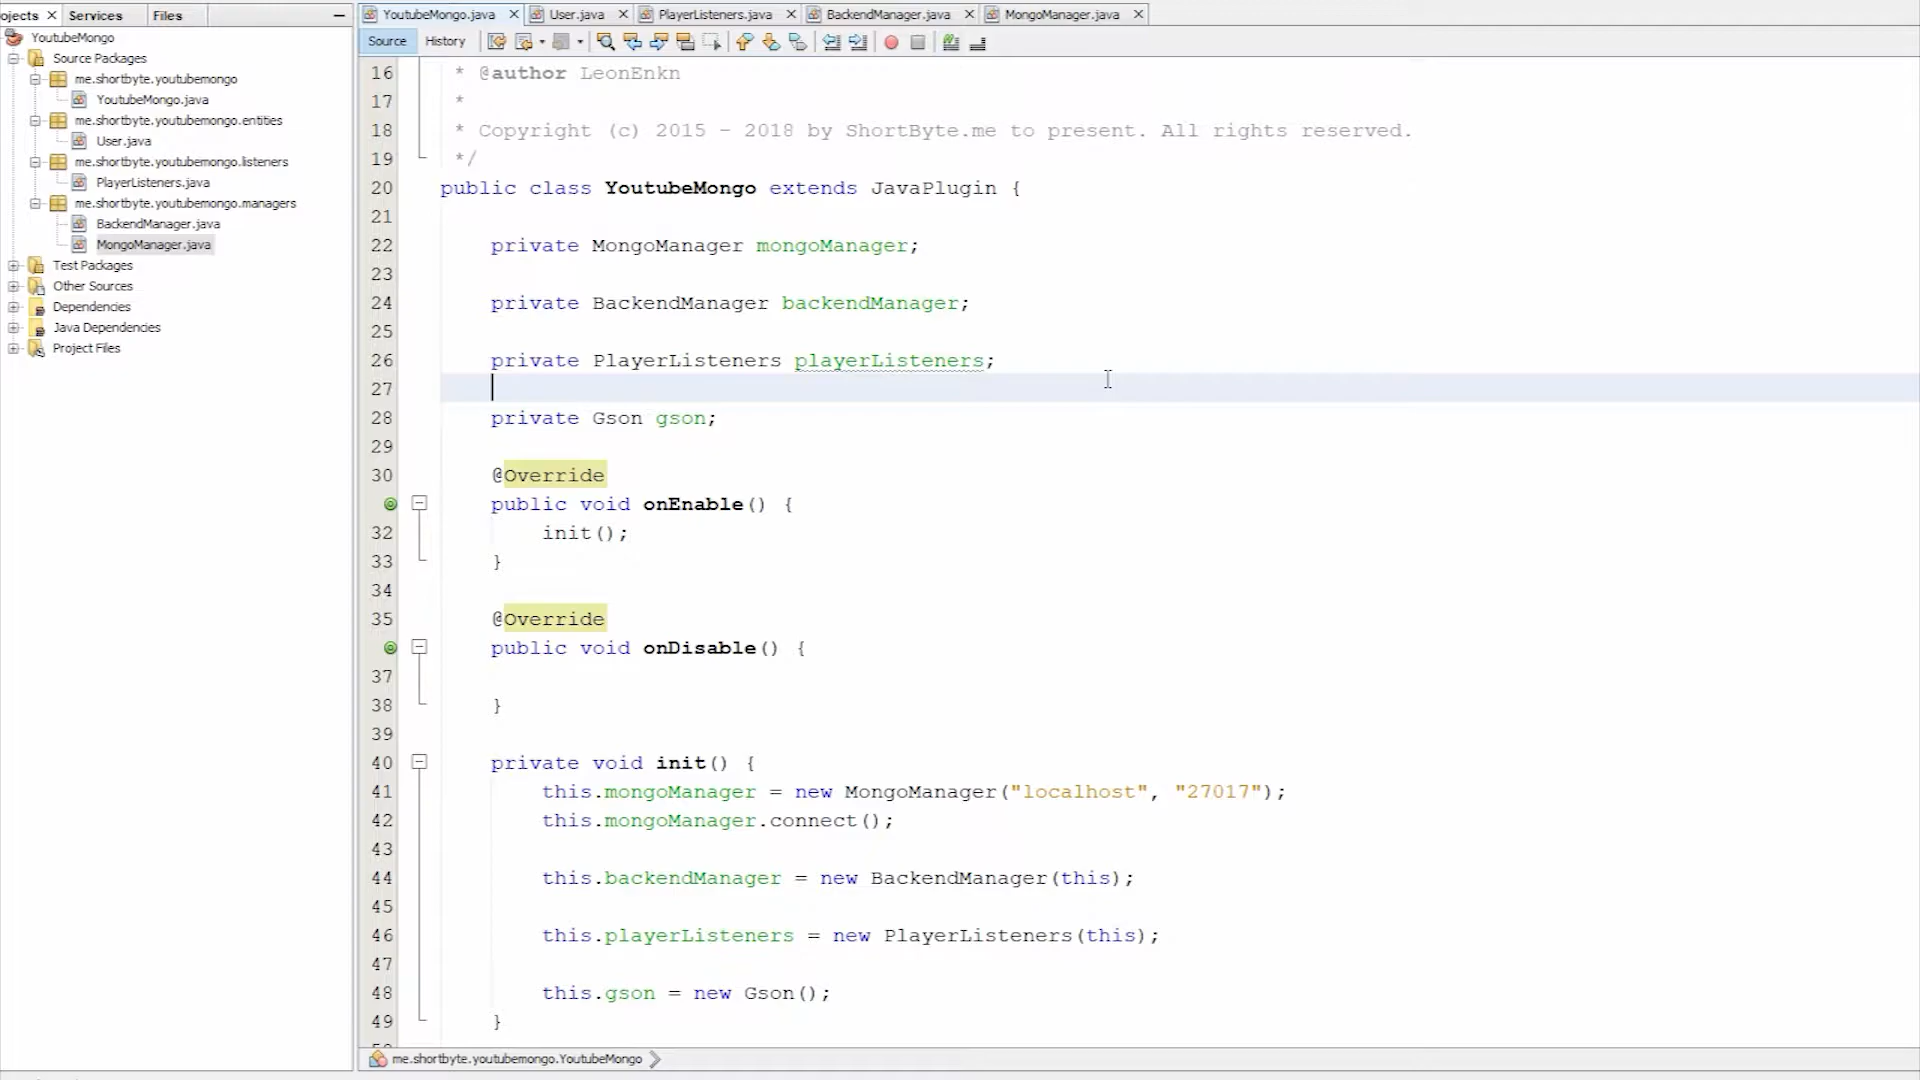 ojects Services Files
YoutubeMongo
Source Packages
me.shortbyte.youtubemongo
YoutubeMongo.java
me.shortbyte.youtubemongo.entities
User.java
me.shortbyte.youtubemongo.listeners
PlayerListeners.java
me.shortbyte.youtubemongo.managers
BackendManager.java
MongoManager.java
Test Packages
Other Sources
Dependencies
Java Dependencies
Project Files
YoutubeMongo.java User.java PlayerListeners.java BackendManager.java MongoManager.java
Source History
16 * @author LeonEnkn
17 *
18 * Copyright (c) 2015 - 2018 by ShortByte.me to present. All rights reserved.
19 */
20 public class YoutubeMongo extends JavaPlugin {
21
22 private MongoManager mongoManager;
23
24 private BackendManager backendManager;
25
26 private PlayerListeners playerListeners;
27
28 private Gson gson;
29
30 @Override
public void onEnable() {
32 init();
33 }
34
35 @Override
public void onDisable() {
37
38 }
39
40 private void init() {
41 this.mongoManager = new MongoManager("localhost", "27017");
42 this.mongoManager.connect();
43
44 this.backendManager = new BackendManager(this);
45
46 this.playerListeners = new PlayerListeners(this);
47
48 this.gson = new Gson();
49 }
me.shortbyte.youtubemongo.YoutubeMongo